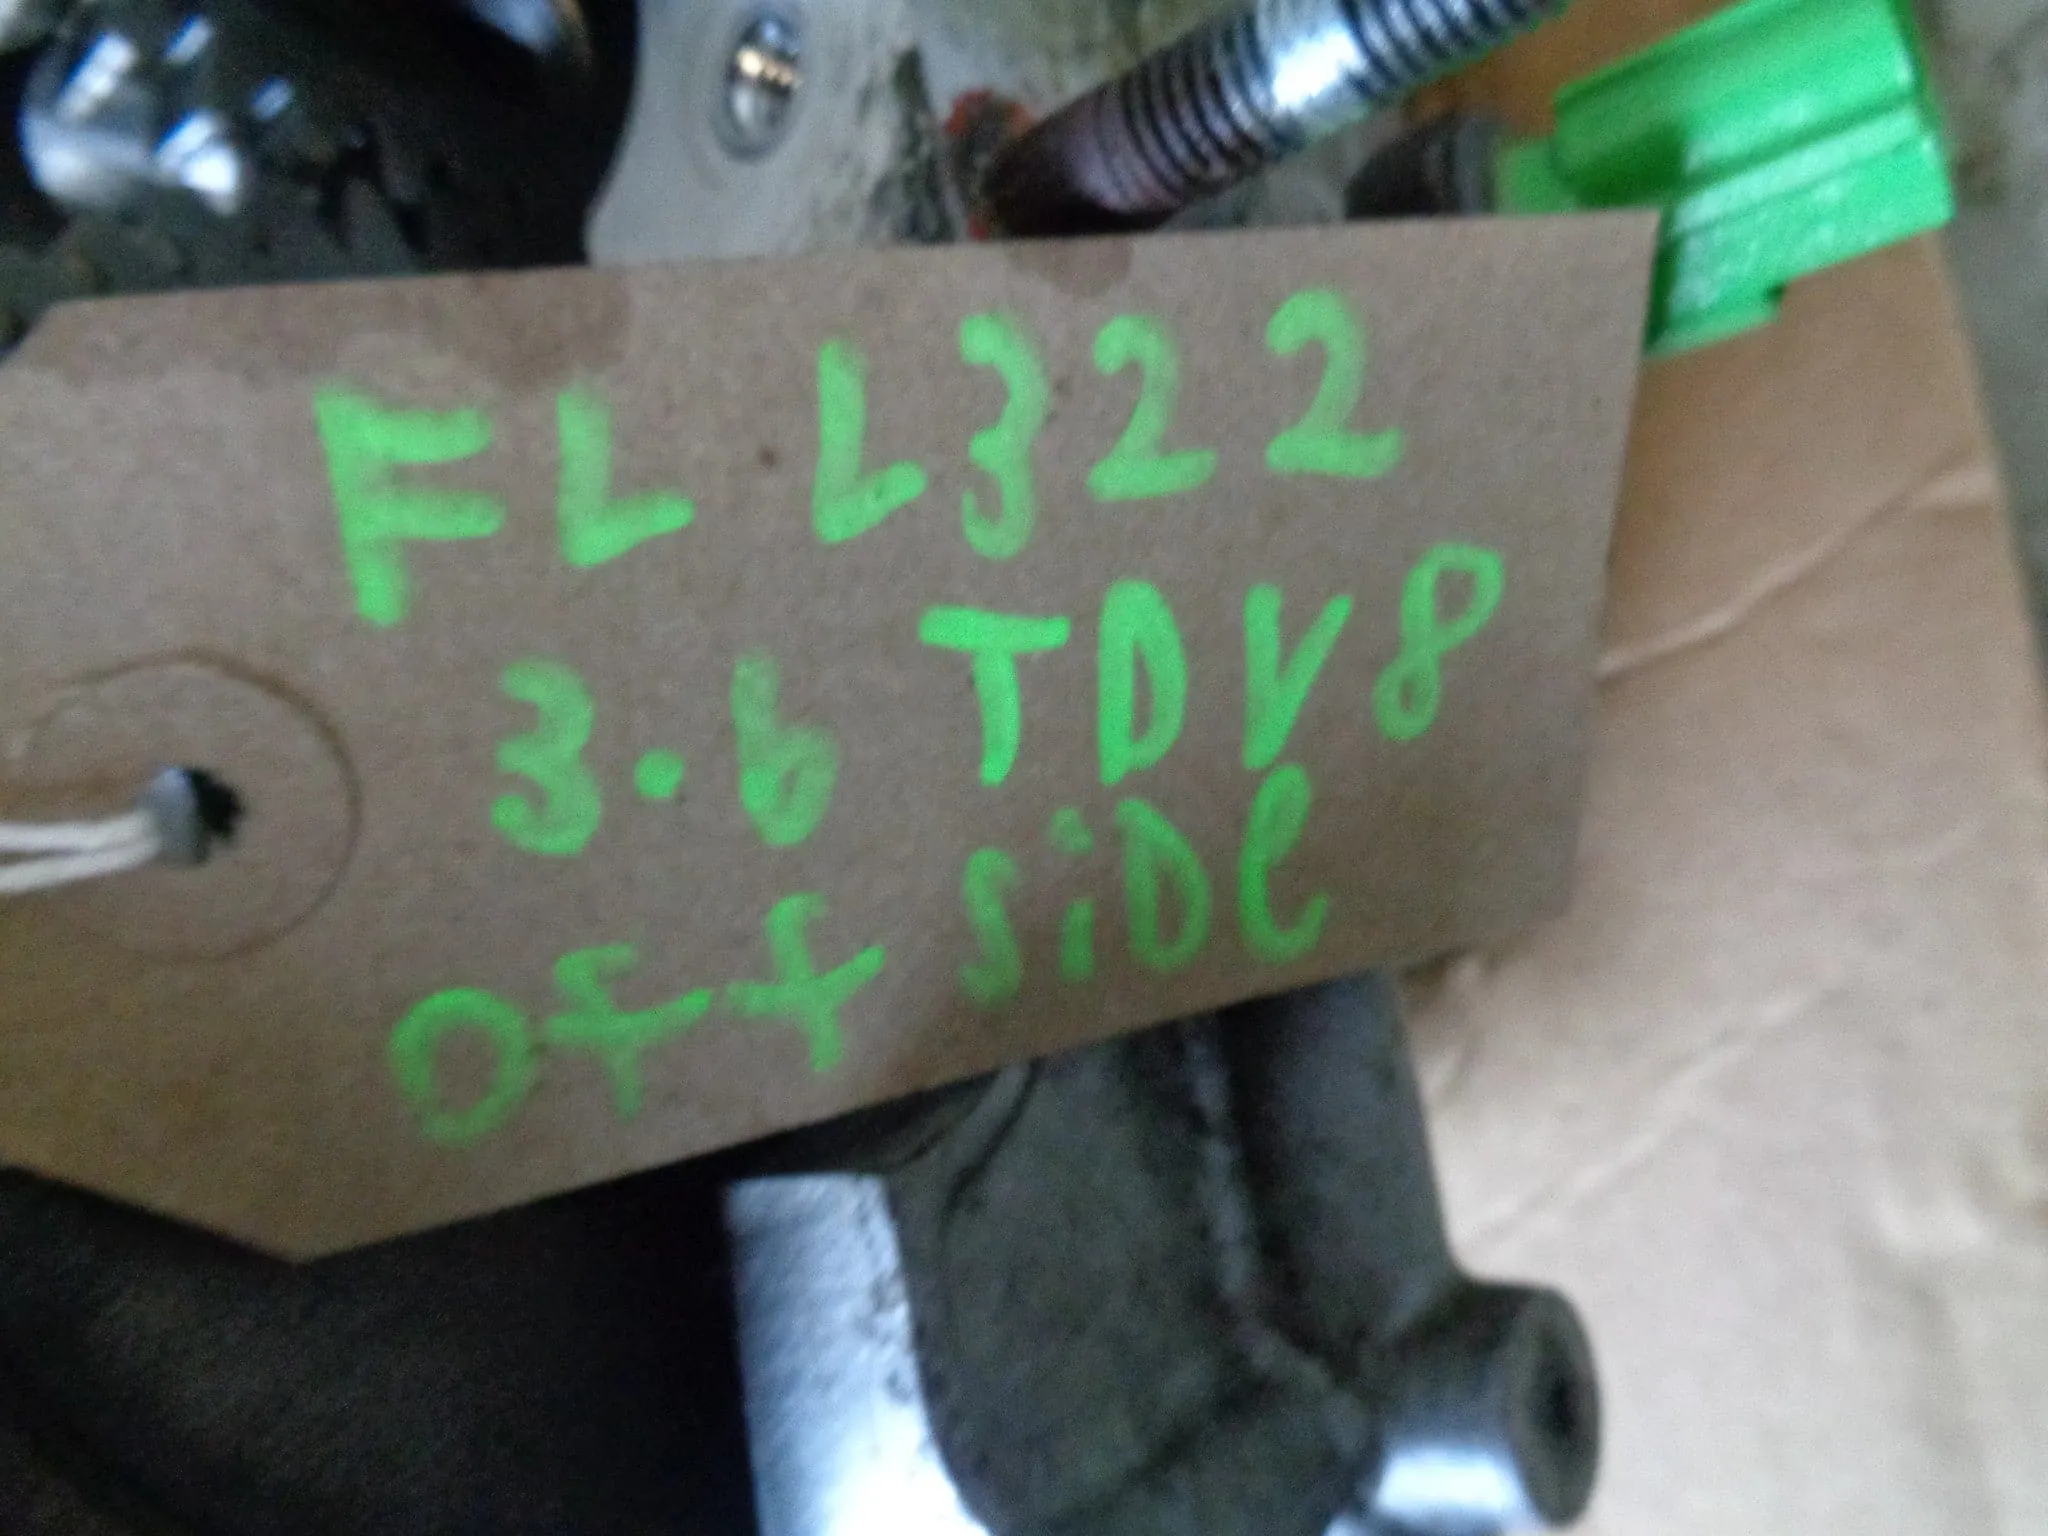 FL L322
3.6 TDV8
Off SiDe